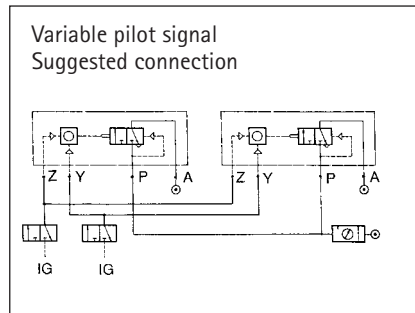 Variable pilot signal
Suggested connection
Z Y P A Z Y P A
IG IG